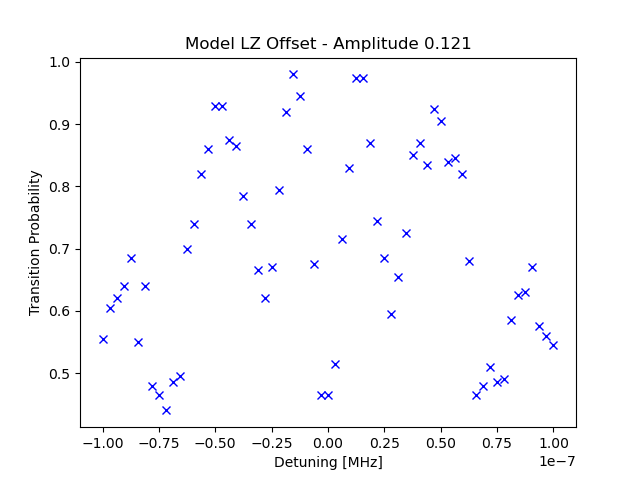 Model LZ Offset - Amplitude 0.121
1.0
0.9
0.8
0.7
0.6
0.5
Transition Probability
−1.00 −0.75 −0.50 −0.25 0.00 0.25 0.50 0.75 1.00
1e−7
Detuning [MHz]